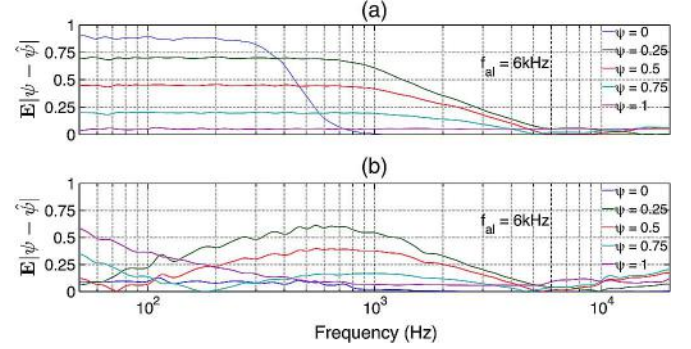 (a)
1
0.75
0.5
0.25
0
E|ψ − ψ̂|
f_al = 6kHz
ψ = 0
ψ = 0.25
ψ = 0.5
ψ = 0.75
ψ = 1
(b)
1
0.75
0.5
0.25
0
E|ψ − ψ̂|
f_al = 6kHz
ψ = 0
ψ = 0.25
ψ = 0.5
ψ = 0.75
ψ = 1
10² 10³ 10⁴
Frequency (Hz)